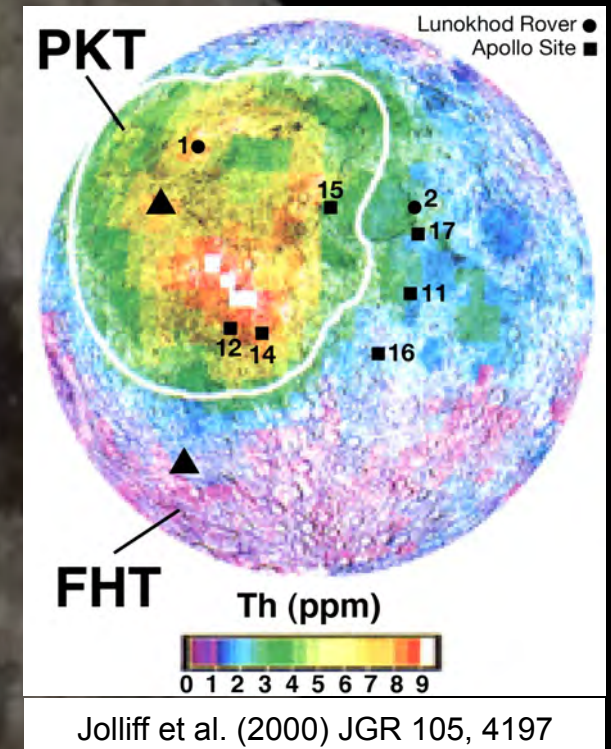 Lunokhod Rover ●
Apollo Site ■
PKT
1
15
2
17
11
12
14
16
FHT
Th (ppm)
0 1 2 3 4 5 6 7 8 9
Jolliff et al. (2000) JGR 105, 4197